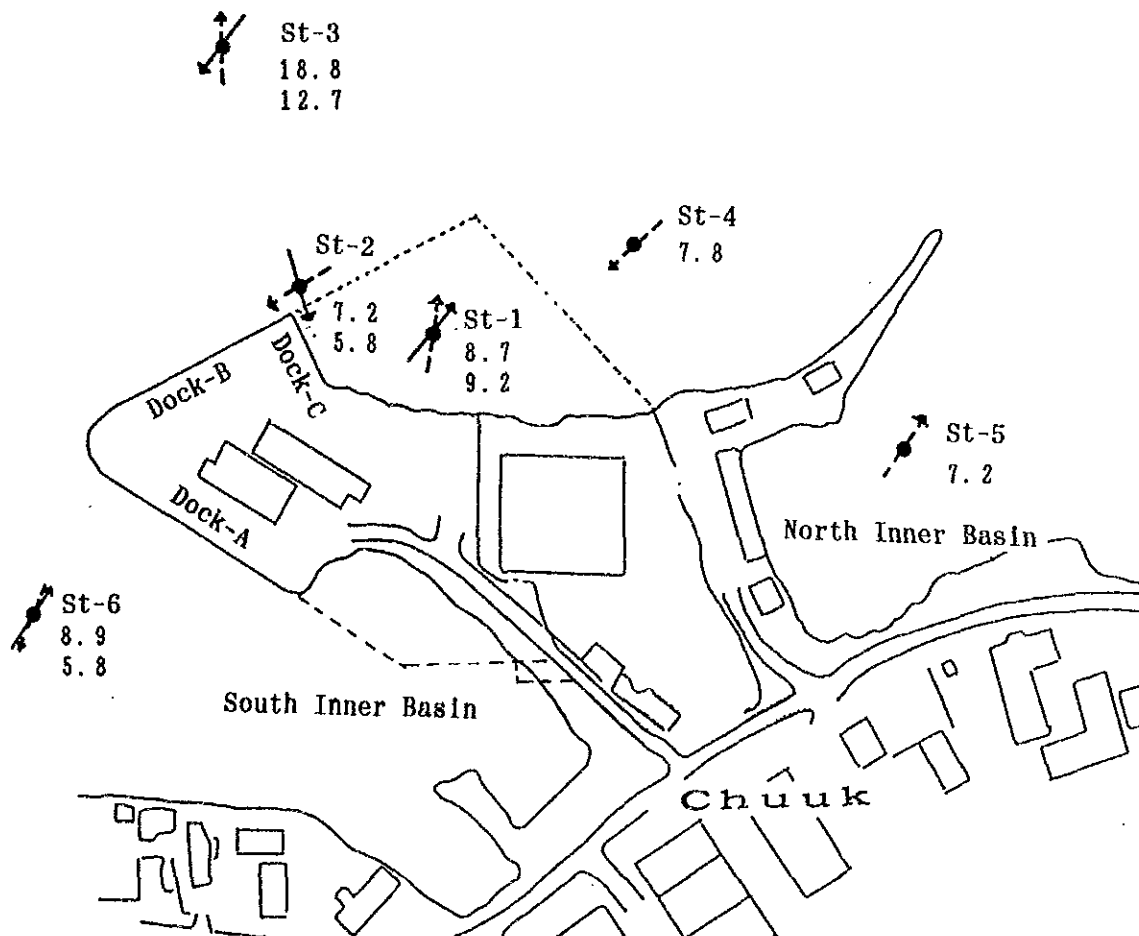 St-3
18.8
12.7
St-4
7.8
St-2
7.2
5.8
St-1
8.7
9.2
Dock-B
Dock-C
Dock-A
St-5
7.2
North Inner Basin
St-6
8.9
5.8
South Inner Basin
Chuuk